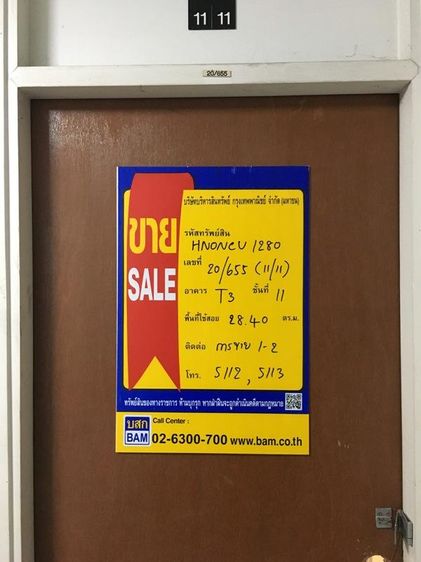 11 11
20/655
บริษัทบริหารสินทรัพย์ กรุงเทพพาณิชย์ จำกัด (มหาชน)
ขาย
SALE
รหัสทรัพย์สิน
HNONCU 1280
เลขที่ 20/655 (11/11)
อาคาร T3 ชั้นที่ 11
พื้นที่ใช้สอย 28.40 ตร.ม.
ติดต่อ การขาย 1-2
โทร. 5112, 5113
ทรัพย์สินของทางราชการ ห้ามบุกรุก หากฝ่าฝืนจะถูกดำเนินคดีตามกฎหมาย
บสก
BAM
Call Center :
02-6300-700 www.bam.co.th